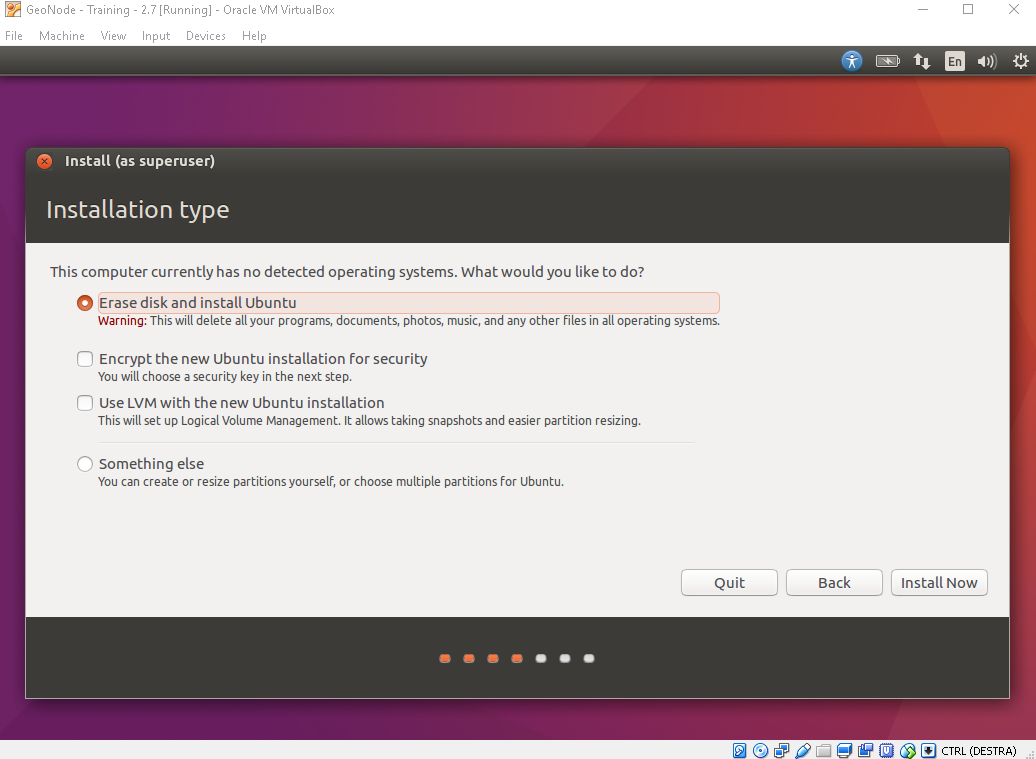 GeoNode - Training - 2.7 [Running] - Oracle VM VirtualBox
File Machine View Input Devices Help
En
Install (as superuser)
Installation type
This computer currently has no detected operating systems. What would you like to do?
Erase disk and install Ubuntu
Warning: This will delete all your programs, documents, photos, music, and any other files in all operating systems.
Encrypt the new Ubuntu installation for security
You will choose a security key in the next step.
Use LVM with the new Ubuntu installation
This will set up Logical Volume Management. It allows taking snapshots and easier partition resizing.
Something else
You can create or resize partitions yourself, or choose multiple partitions for Ubuntu.
Quit Back Install Now
CTRL (DESTRA)